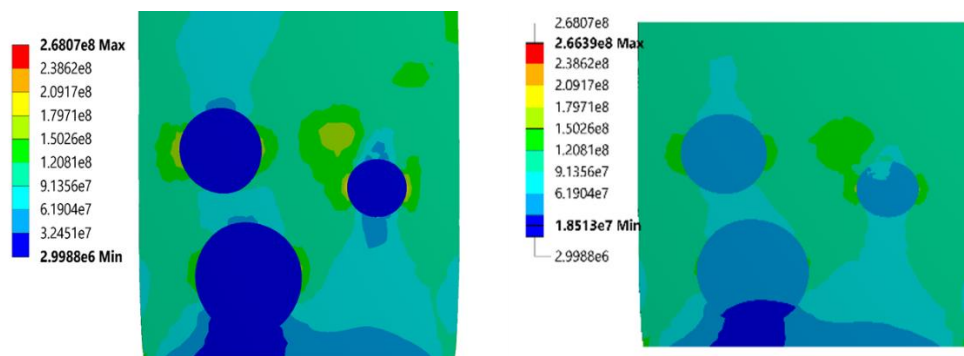 2.6807e8 Max
2.3862e8
2.0917e8
1.7971e8
1.5026e8
1.2081e8
9.1356e7
6.1904e7
3.2451e7
2.9988e6 Min
2.6807e8
2.6639e8 Max
2.3862e8
2.0917e8
1.7971e8
1.5026e8
1.2081e8
9.1356e7
6.1904e7
1.8513e7 Min
2.9988e6